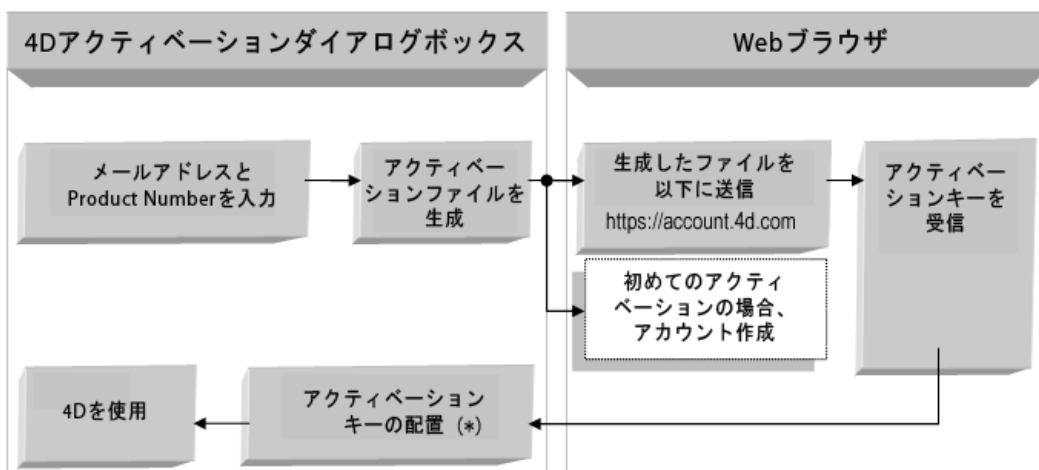 4Dアクティベーションダイアログボックス
Webブラウザ
メールアドレスと
Product Numberを入力
アクティベー
ションファイルを
生成
生成したファイルを
以下に送信
https://account.4d.com
アクティベー
ションキーを
受信
初めてのアクティ
ベーションの場合、
アカウント作成
アクティベーション
キーの配置 (*)
4Dを使用